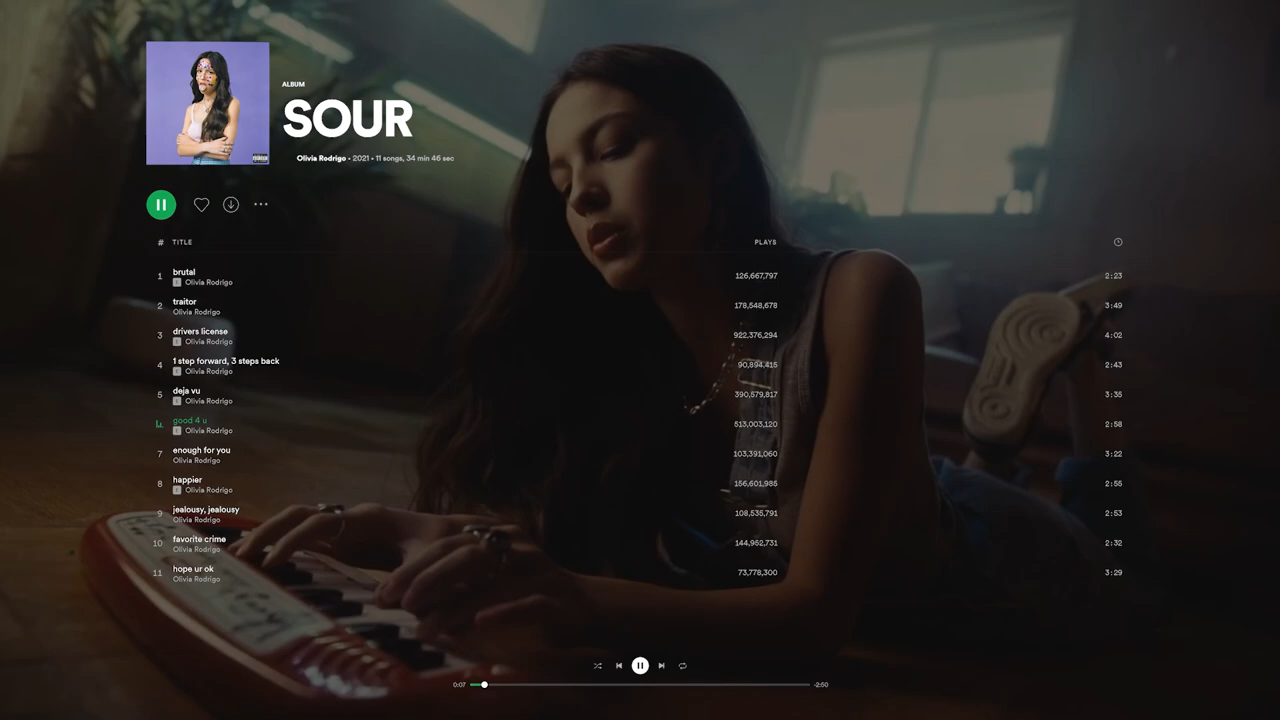 ALBUM
SOUR
Olivia Rodrigo • 2021 • 11 songs, 34 min 46 sec
# TITLE PLAYS
1 brutal 126,667,797 2:23
E Olivia Rodrigo
2 traitor 178,548,678 3:49
Olivia Rodrigo
3 drivers license 922,376,294 4:02
E Olivia Rodrigo
4 1 step forward, 3 steps back 90,894,415 2:43
E Olivia Rodrigo
5 deja vu 390,579,817 3:35
E Olivia Rodrigo
good 4 u 513,003,120 2:58
E Olivia Rodrigo
7 enough for you 103,391,060 3:22
Olivia Rodrigo
8 happier 156,601,985 2:55
E Olivia Rodrigo
9 jealousy, jealousy 108,535,791 2:53
Olivia Rodrigo
10 favorite crime 144,952,731 2:32
Olivia Rodrigo
11 hope ur ok 73,778,300 3:29
Olivia Rodrigo
0:07 -2:50